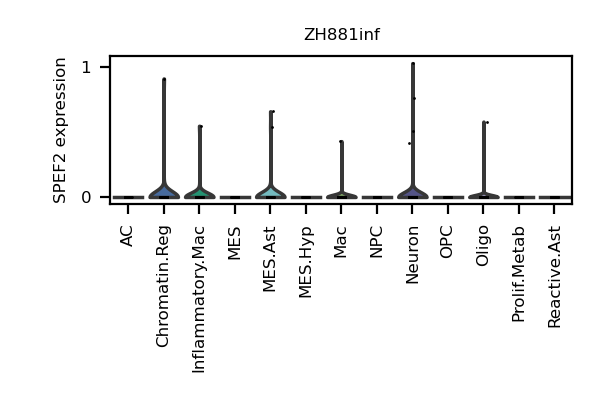 ZH881inf
SPEF2 expression
1
0
AC
Chromatin.Reg
Inflammatory.Mac
MES
MES.Ast
MES.Hyp
Mac
NPC
Neuron
OPC
Oligo
Prolif.Metab
Reactive.Ast